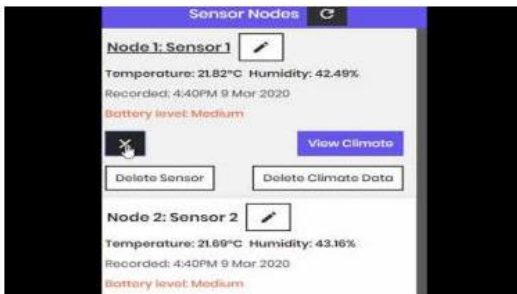 Sensor Nodes
Node 1: Sensor 1
Temperature: 21.82°C Humidity: 42.49%
Recorded: 4:40PM 9 Mar 2020
Battery level: Medium
View Climate
Delete Sensor Delete Climate Data
Node 2: Sensor 2
Temperature: 21.69°C Humidity: 43.16%
Recorded: 4:40PM 9 Mar 2020
Battery level: Medium